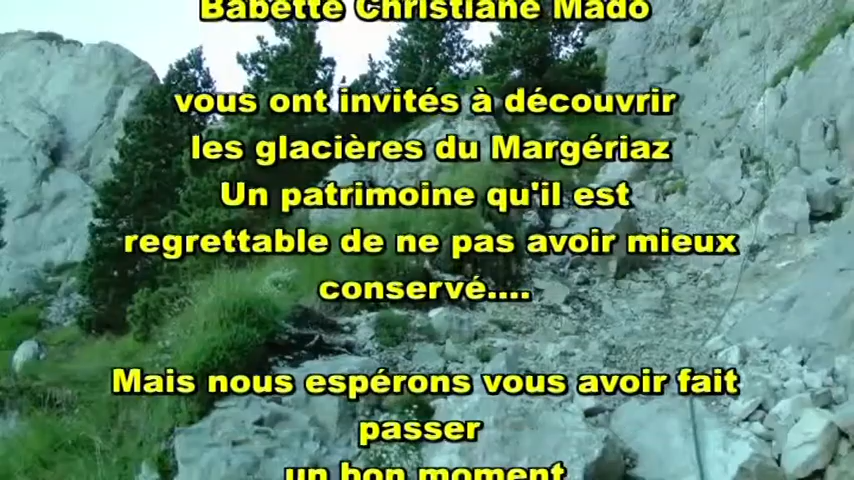 Babette Christiane Mado
vous ont invités à découvrir
les glacières du Margériaz
Un patrimoine qu'il est
regrettable de ne pas avoir mieux
conservé....
Mais nous espérons vous avoir fait
passer
un bon moment